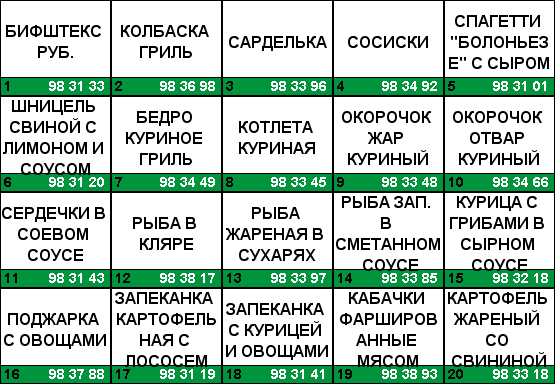 БИФШТЕКС
РУБ.
1 98 31 33
КОЛБАСКА
ГРИЛЬ
2 98 36 98
САРДЕЛЬКА
3 98 33 96
СОСИСКИ
4 98 34 92
СПАГЕТТИ
"БОЛОНЬЕЗ
Е" С СЫРОМ
5 98 31 01
ШНИЦЕЛЬ
СВИНОЙ С
ЛИМОНОМ И
СОУСОМ
6 98 31 20
БЕДРО
КУРИНОЕ
ГРИЛЬ
7 98 34 49
КОТЛЕТА
КУРИНАЯ
8 98 33 45
ОКОРОЧОК
ЖАР
КУРИНЫЙ
9 98 33 48
ОКОРОЧОК
ОТВАР
КУРИНЫЙ
10 98 34 66
СЕРДЕЧКИ В
СОЕВОМ
СОУСЕ
11 98 31 43
РЫБА В
КЛЯРЕ
12 98 38 17
РЫБА
ЖАРЕНАЯ В
СУХАРЯХ
13 98 33 97
РЫБА ЗАП.
В
СМЕТАННОМ
СОУСЕ
14 98 33 85
КУРИЦА С
ГРИБАМИ В
СЫРНОМ
СОУСЕ
15 98 32 18
ПОДЖАРКА
С ОВОЩАМИ
16 98 37 88
ЗАПЕКАНКА
КАРТОФЕЛЬ
НАЯ С
ЛОСОСЕМ
17 98 31 19
ЗАПЕКАНКА
С КУРИЦЕЙ
И ОВОЩАМИ
18 98 31 41
КАБАЧКИ
ФАРШИРОВ
АННЫЕ
МЯСОМ
19 98 38 93
КАРТОФЕЛЬ
ЖАРЕНЫЙ
СО
СВИНИНОЙ
20 98 33 18